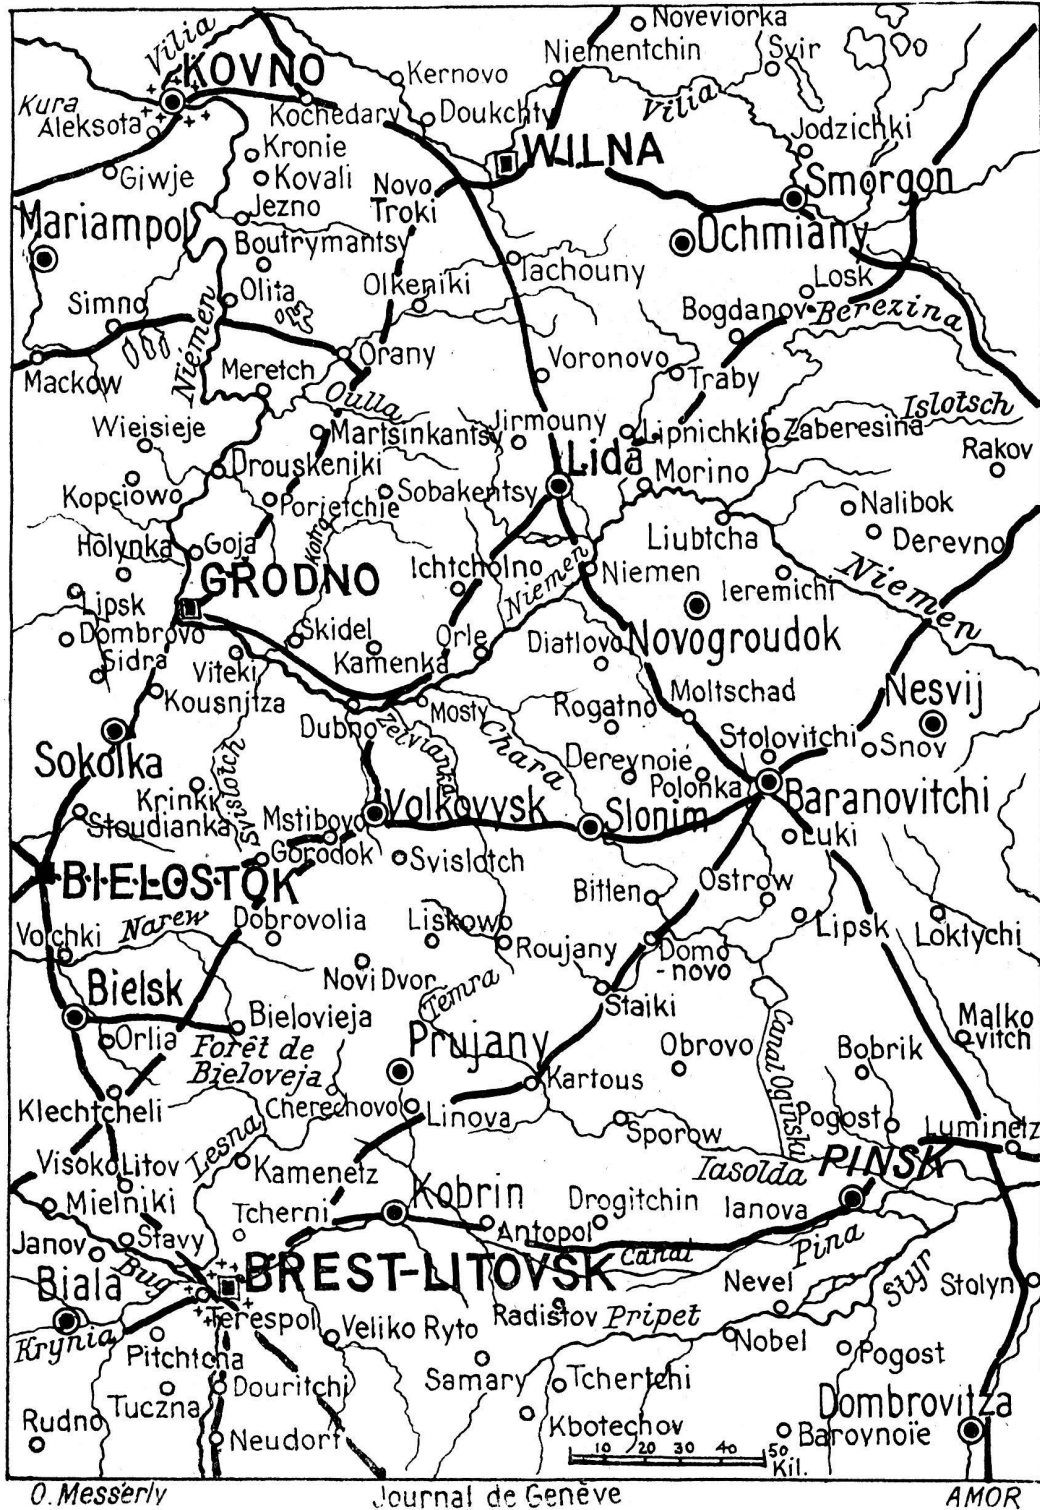 Noveviorka
Vilia
Niementchin
Svir
KOVNO
Kernovo
Kura
Aleksota
Kochedary
Doukchty
Vilia
Jodzichki
Kronie
WILNA
Giwje
Kovali
Novo
Troki
Smorgon
Mariampol
Jezno
Ochmiany
Boutrymantsy
Iachouny
Losk
Simno
Olita
Olkeniki
Bogdanov
Berezina
Niemen
Orany
Voronovo
Mackow
Meretch
Traby
Oulla
Islotsch
Wieisieje
Martsinkantsy
Jirmouny
Lipnichki
Zaberesina
Rakov
Drouskeniki
Lida
Morino
Kopciowo
Porietchie
Sobakentsy
Nalibok
Holynka
Goja
Kotra
Liubtcha
Derevno
GRODNO
Ichtcholno
Niemen
Niemen
Ieremichi
Niemen
Lipsk
Dombrovo
Skidel
Orle
Diatlovo
Novogroudok
Sidra
Viteki
Kamenka
Kousnitza
Mosty
Rogatno
Moltschad
Nesvij
Dubno
Zelvianka
Chara
Stolovitchi
Snov
Sokolka
Derevnoié
Polonka
Svislotch
Krinki
Volkovysk
Slonim
Baranovitchi
Stoudianka
Mstibovo
Luki
Gorodok
Svislotch
BIELOSTOK
Bitlen
Ostrow
Narew
Dobrovolia
Liskowo
Lipsk
Loktychi
Volchki
Roujany
Domo
-novo
Novi Dvor
Bielsk
Temra
Staiki
Bielovieja
Malko
vitch
Orlia
Forêt de
Bieloveja
Prujany
Obrovo
Canal Oginski
Bobrik
Kartous
Klechtcheli
Cherechovo
Linova
Sporow
Pogost
Luminetz
Lesna
Visoko Litov
Kamenetz
Iasolda
PINSK
Mielniki
Tcherni
Kobrin
Drogitchin
Ianova
Janov
Stavy
Antopol
Canal
Pina
Bug
BREST-LITOVSK
Biala
Nevel
Styr
Stolyn
Terespol
Radistov
Pripet
Krynia
Veliko Ryto
Nobel
Pitchtcha
Pogost
Samary
Tchertchi
Douritchi
Tuczna
Dombrovitza
Rudno
Neudorf
Kbotechov
Barovnoïe
10 20 30 40 50
Kil.
O. Messerly
Journal de Genève
AMOR